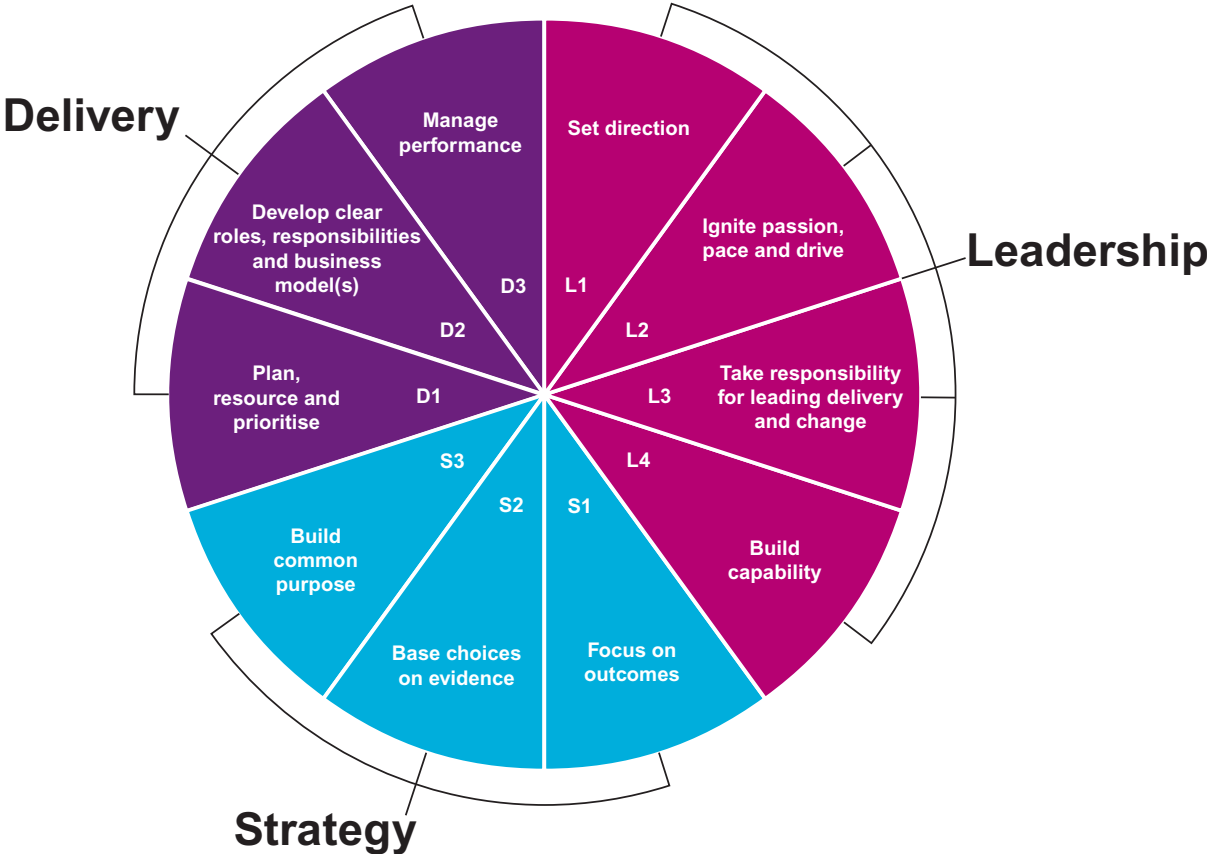 Delivery
Manage
performance
D3
Set direction
L1
Ignite passion,
pace and drive
L2
Leadership
Take responsibility
for leading delivery
and change
L3
Build
capability
L4
Focus on
outcomes
S1
Base choices
on evidence
S2
Strategy
Build
common
purpose
S3
Plan,
resource and
prioritise
D1
Develop clear
roles, responsibilities
and business
model(s)
D2